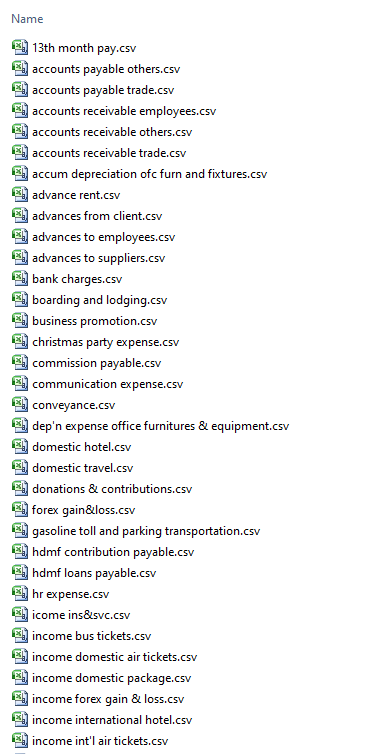 Name
13th month pay.csv
accounts payable others.csv
accounts payable trade.csv
accounts receivable employees.csv
accounts receivable others.csv
accounts receivable trade.csv
accum depreciation ofc furn and fixtures.csv
advance rent.csv
advances from client.csv
advances to employees.csv
advances to suppliers.csv
bank charges.csv
boarding and lodging.csv
business promotion.csv
christmas party expense.csv
commission payable.csv
communication expense.csv
conveyance.csv
dep'n expense office furnitures & equipment.csv
domestic hotel.csv
domestic travel.csv
donations & contributions.csv
forex gain&loss.csv
gasoline toll and parking transportation.csv
hdmf contribution payable.csv
hdmf loans payable.csv
hr expense.csv
icome ins&svc.csv
income bus tickets.csv
income domestic air tickets.csv
income domestic package.csv
income forex gain & loss.csv
income international hotel.csv
income int'l air tickets.csv